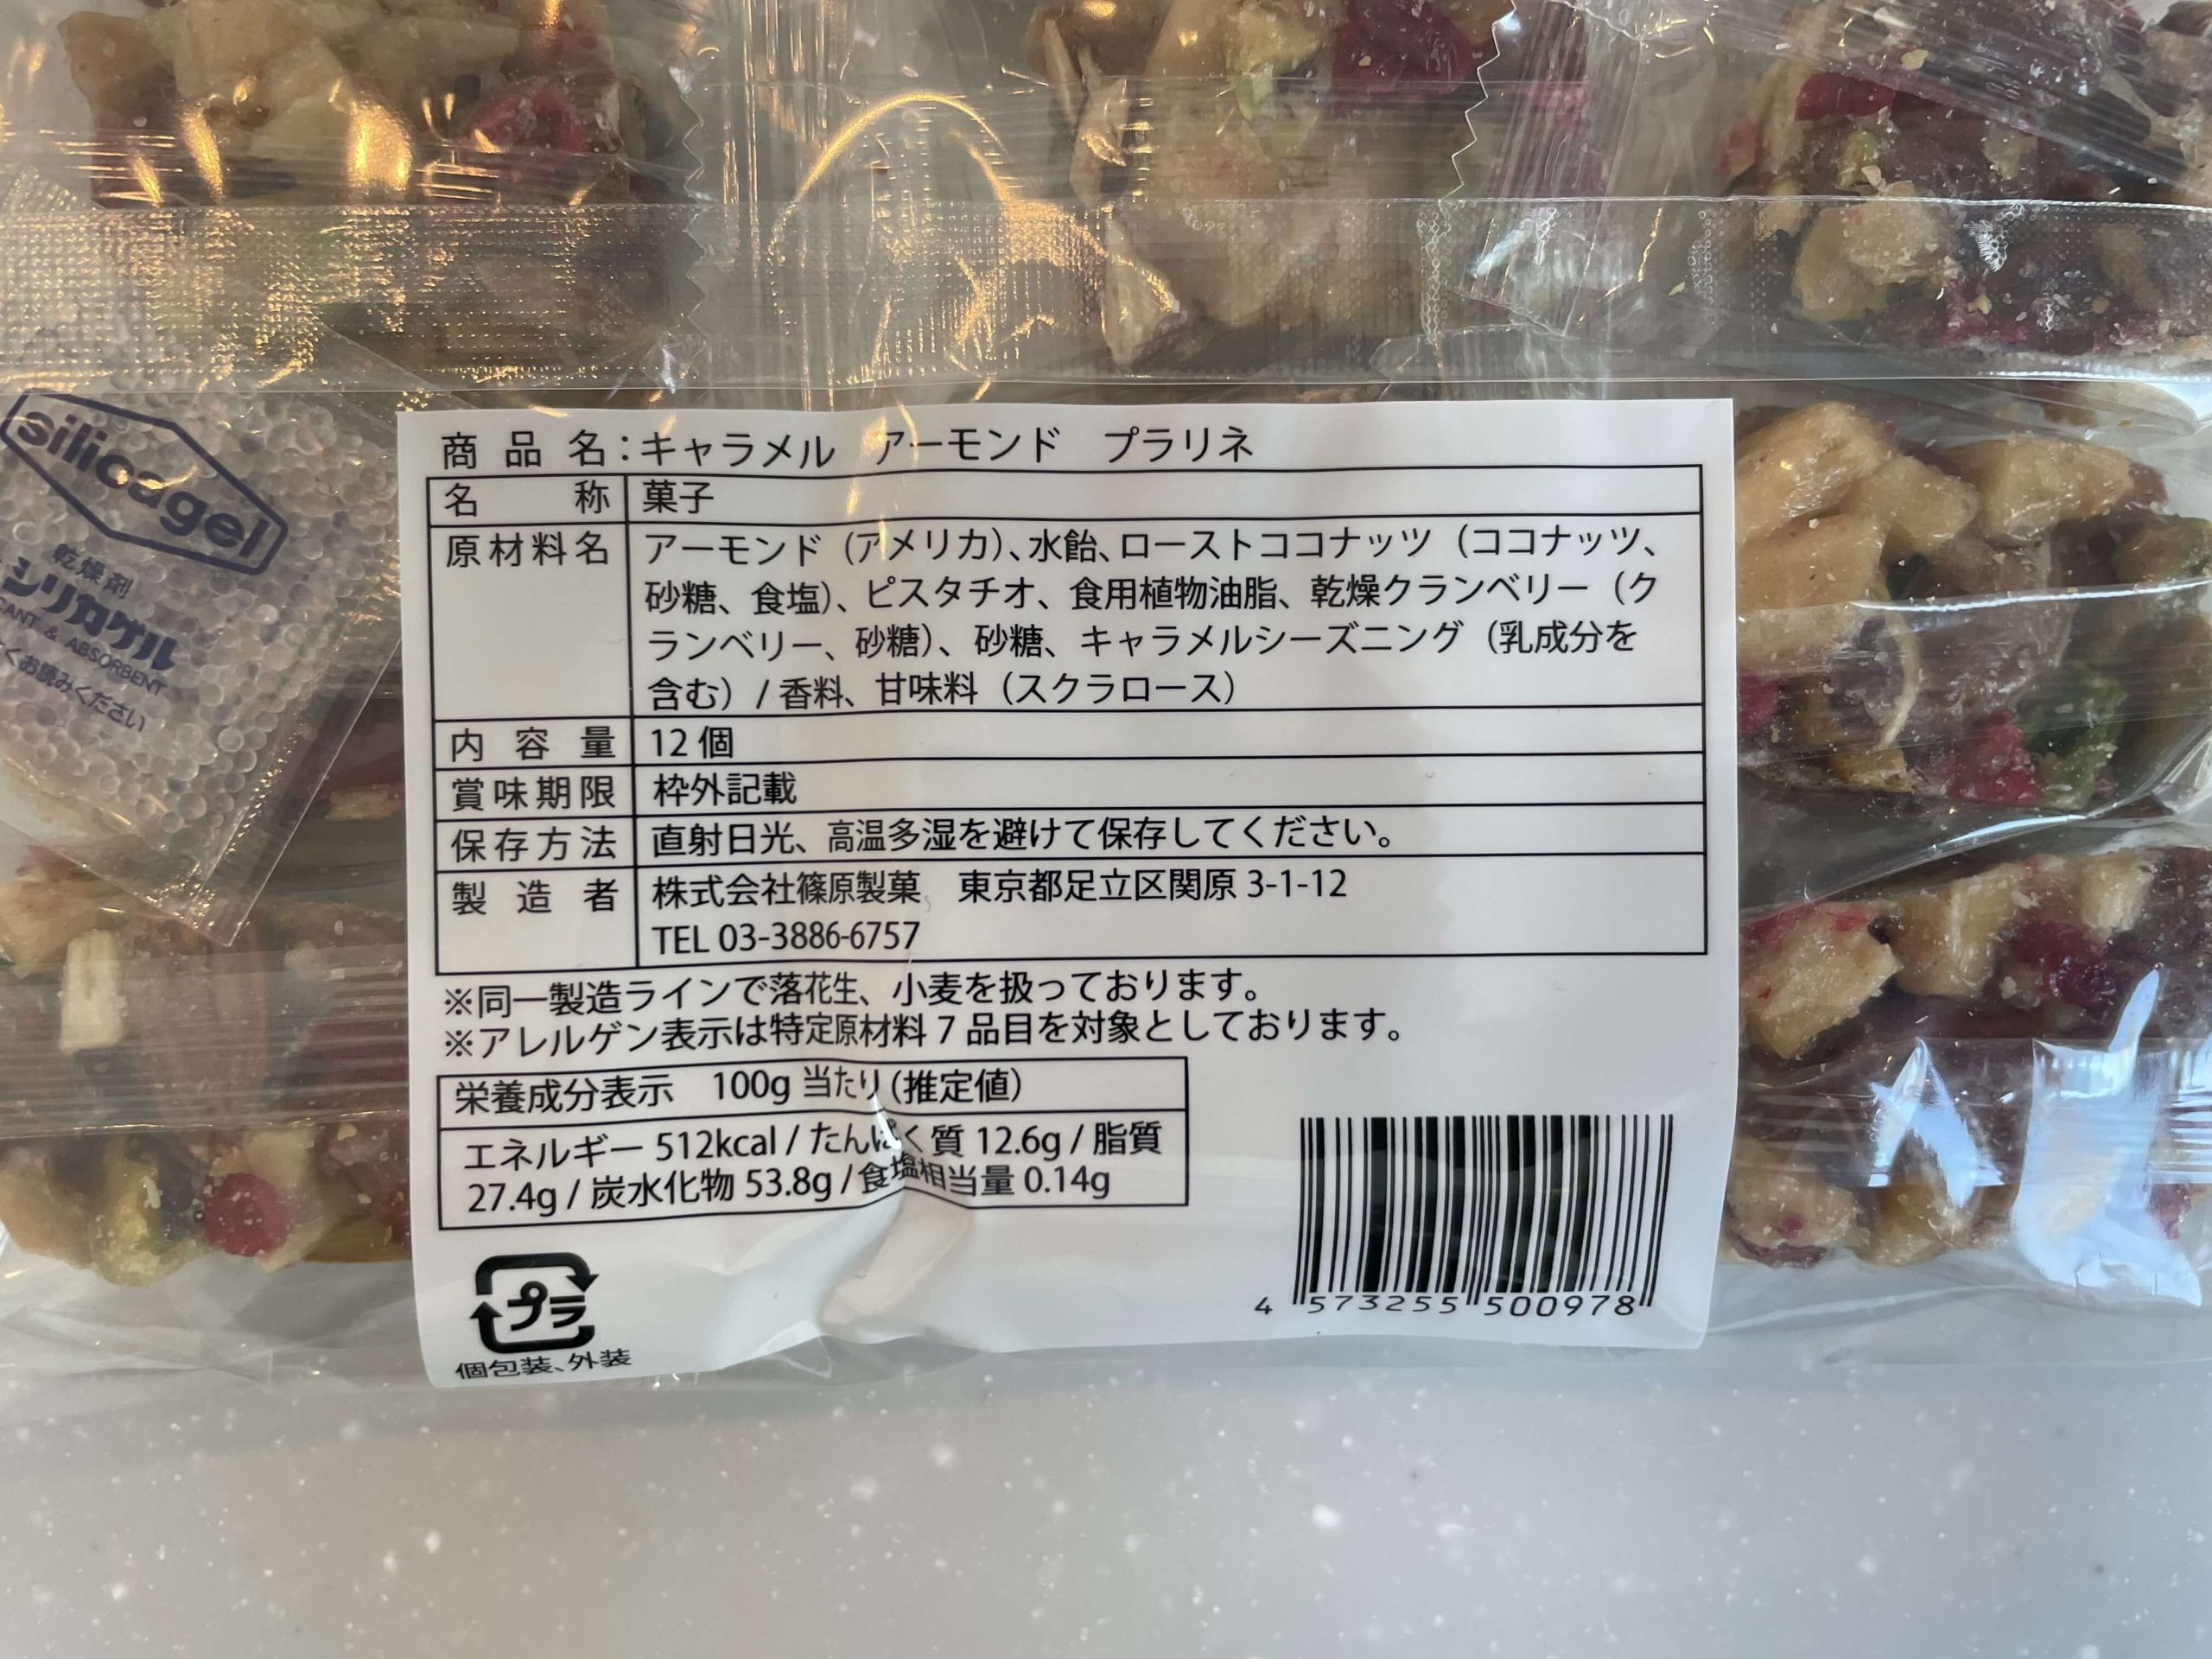 silicagel
乾燥剤
シリカゲル
CANT & ABSORBENT
くお読みください
商品名:キャラメル アーモンド プラリネ
名称 菓子
原材料名 アーモンド(アメリカ)、水飴、ローストココナッツ(ココナッツ、
砂糖、食塩)、ピスタチオ、食用植物油脂、乾燥クランベリー(ク
ランベリー、砂糖)、砂糖、キャラメルシーズニング(乳成分を
含む)/香料、甘味料(スクラロース)
内容量 12個
賞味期限 枠外記載
保存方法 直射日光、高温多湿を避けて保存してください。
製造者 株式会社篠原製菓 東京都足立区関原 3-1-12
TEL 03-3886-6757
※同一製造ラインで落花生、小麦を扱っております。
※アレルゲン表示は特定原材料7品目を対象としております。
栄養成分表示 100g 当たり(推定値)
エネルギー 512kcal / たんぱく質 12.6g / 脂質
27.4g / 炭水化物 53.8g / 食塩相当量 0.14g
プラ
個包装、外装
4 573255 500978